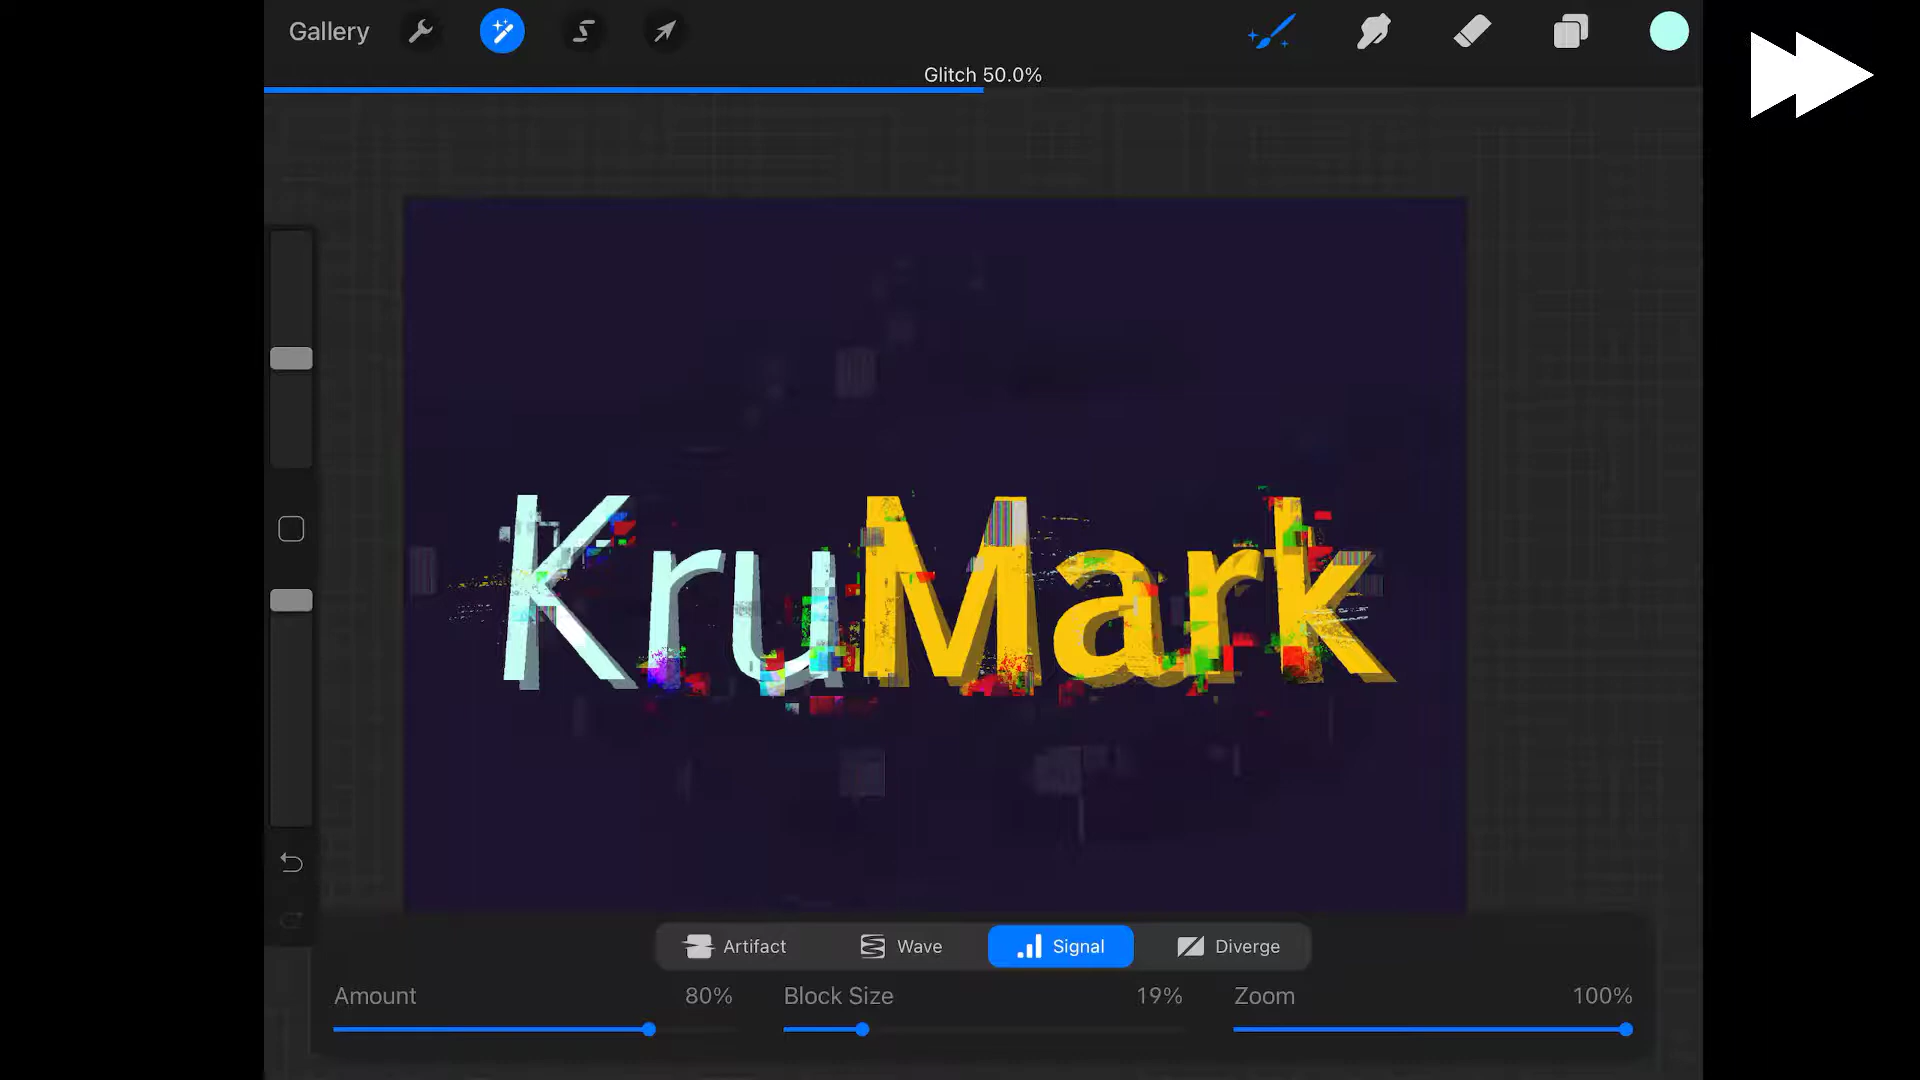 Gallery
Glitch 50.0%
KruMark
Artifact Wave Signal Diverge
Amount 80% Block Size 19% Zoom 100%